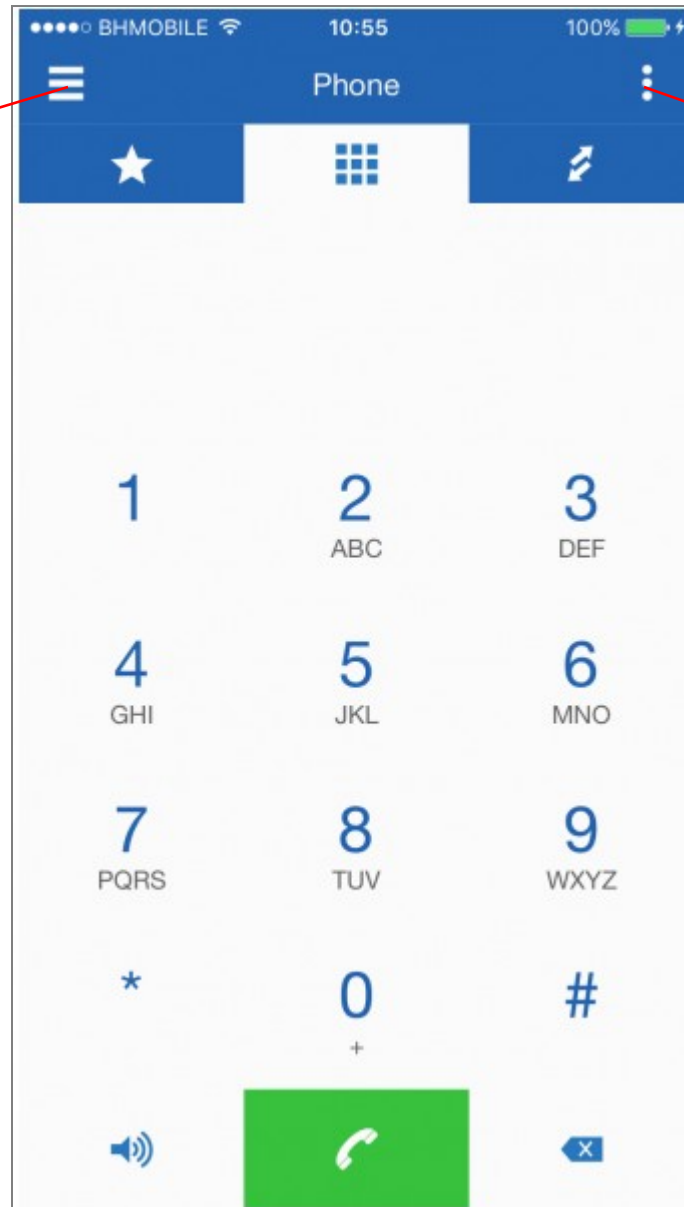 BHMOBILE 10:55 100%
Phone
1 2 3
ABC DEF
4 5 6
GHI JKL MNO
7 8 9
PQRS TUV WXYZ
* 0 #
+